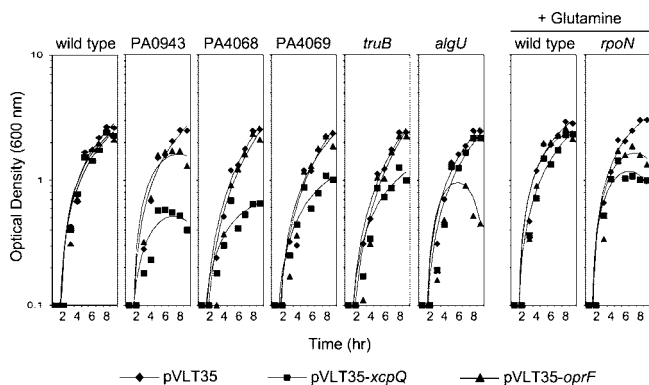 + Glutamine
wild type PA0943 PA4068 PA4069 truB algU wild type rpoN
10
1
0.1
Optical Density (600 nm)
2 4 6 8 2 4 6 8 2 4 6 8 2 4 6 8 2 4 6 8 2 4 6 8 2 4 6 8 2 4 6 8
Time (hr)
pVLT35 pVLT35-xcpQ pVLT35-oprF